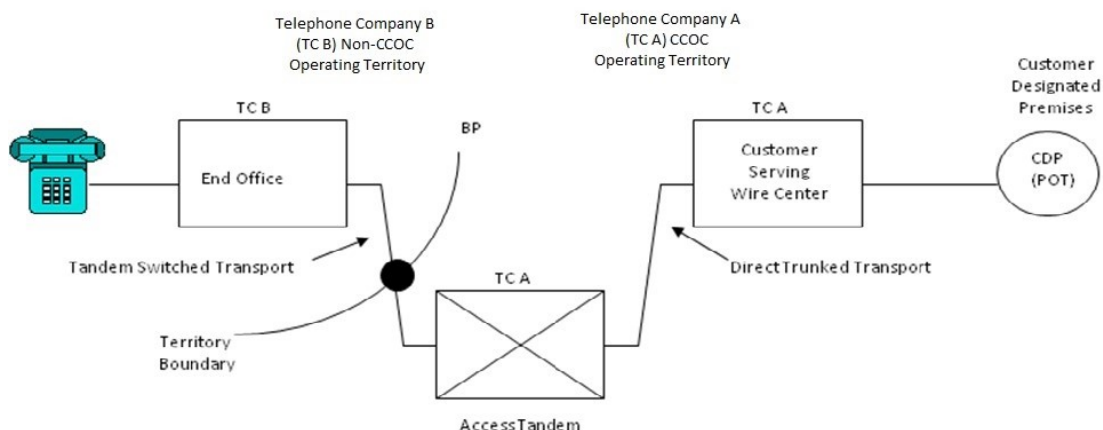 Telephone Company B
(TC B) Non-CCOC
Operating Territory
Telephone Company A
(TC A) CCOC
Operating Territory
Customer
Designated
Premises
TC B
BP
TC A
End Office
Customer
Serving
Wire Center
CDP
(POT)
Tandem Switched Transport
TC A
Direct Trunked Transport
Territory
Boundary
Access Tandem